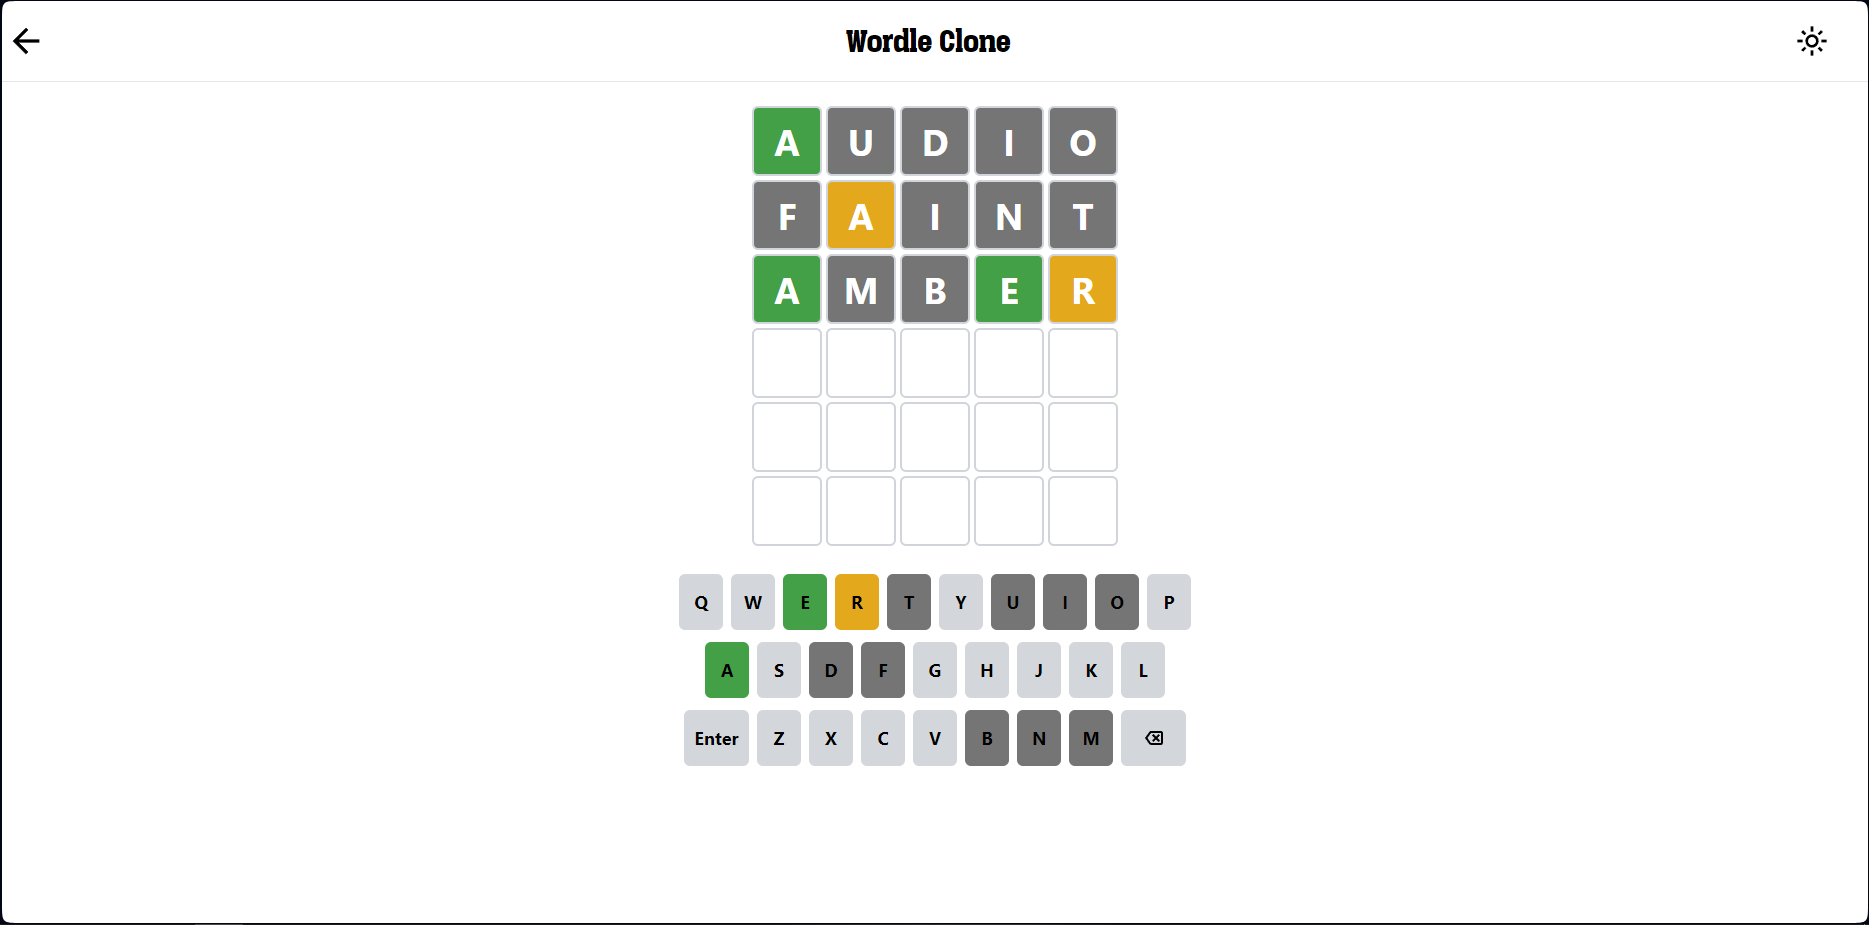 Wordle Clone
A U D I O
F A I N T
A M B E R
Q W E R T Y U I O P
A S D F G H J K L
Enter Z X C V B N M